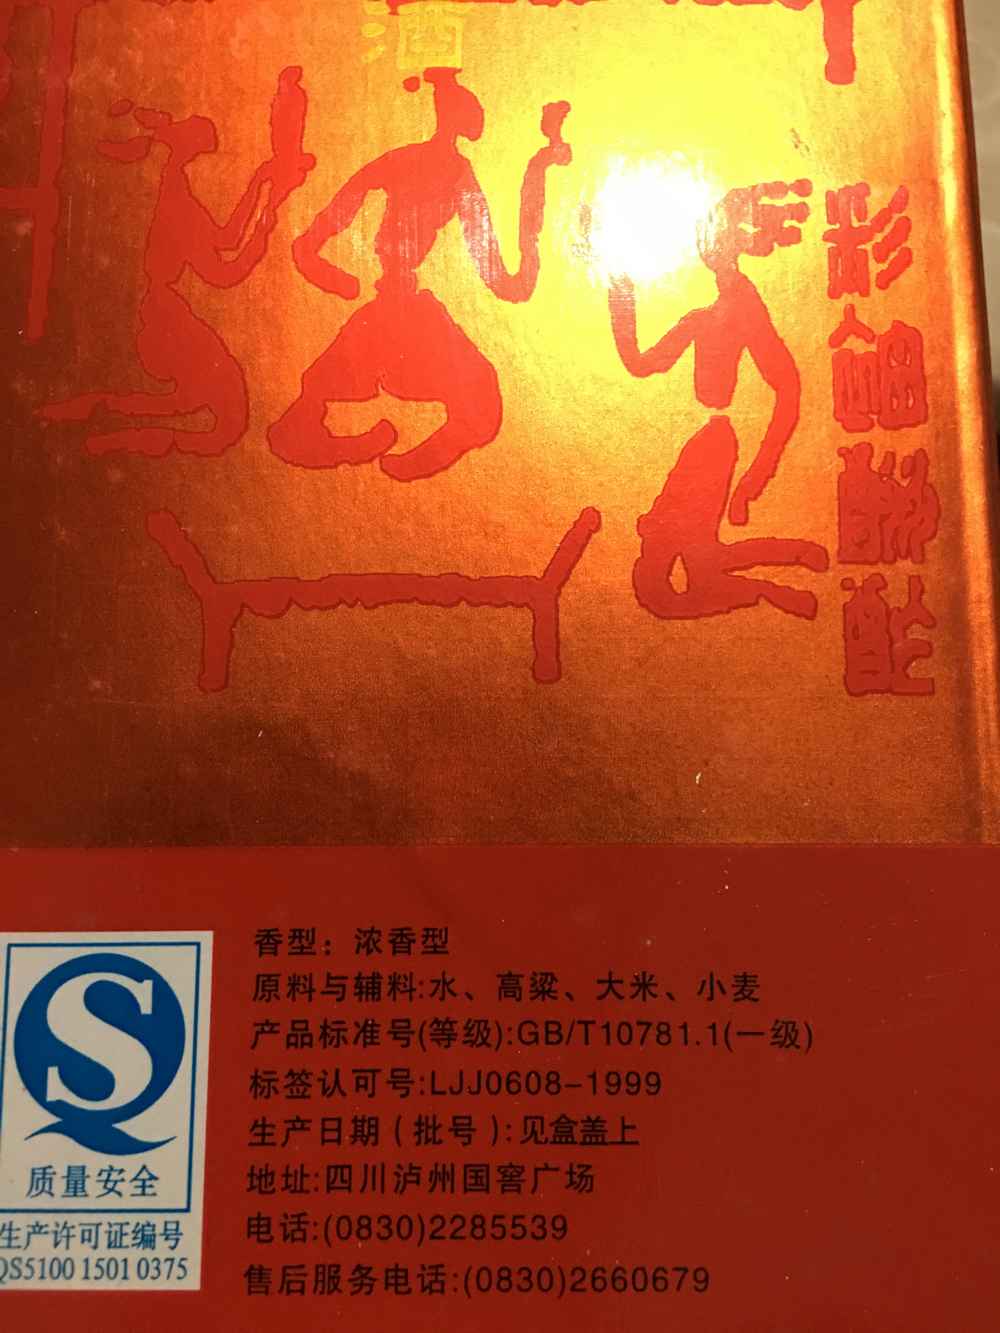 酒
香型：浓香型
原料与辅料:水、高粱、大米、小麦
产品标准号(等级):GB/T10781.1(一级)
标签认可号:LJJ0608-1999
生产日期（批号）:见盒盖上
地址:四川泸州国窖广场
电话:(0830)2285539
售后服务电话:(0830)2660679
质量安全
生产许可证编号
QS5100 1501 0375